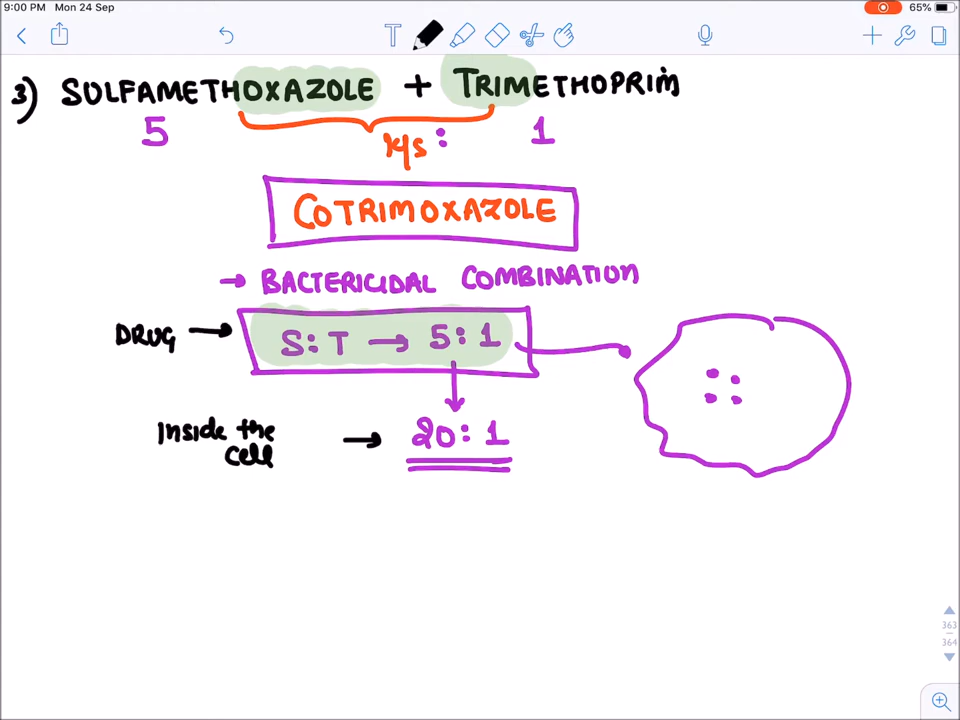 9:00 PM Mon 24 Sep 65%
3) SULFAMETHOXAZOLE + TRIMETHOPRIM
5 : 1
COTRIMOXAZOLE
→ BACTERICIDAL COMBINATION
DRUG → S:T → 5:1
Inside the → 20:1
cell
363
364